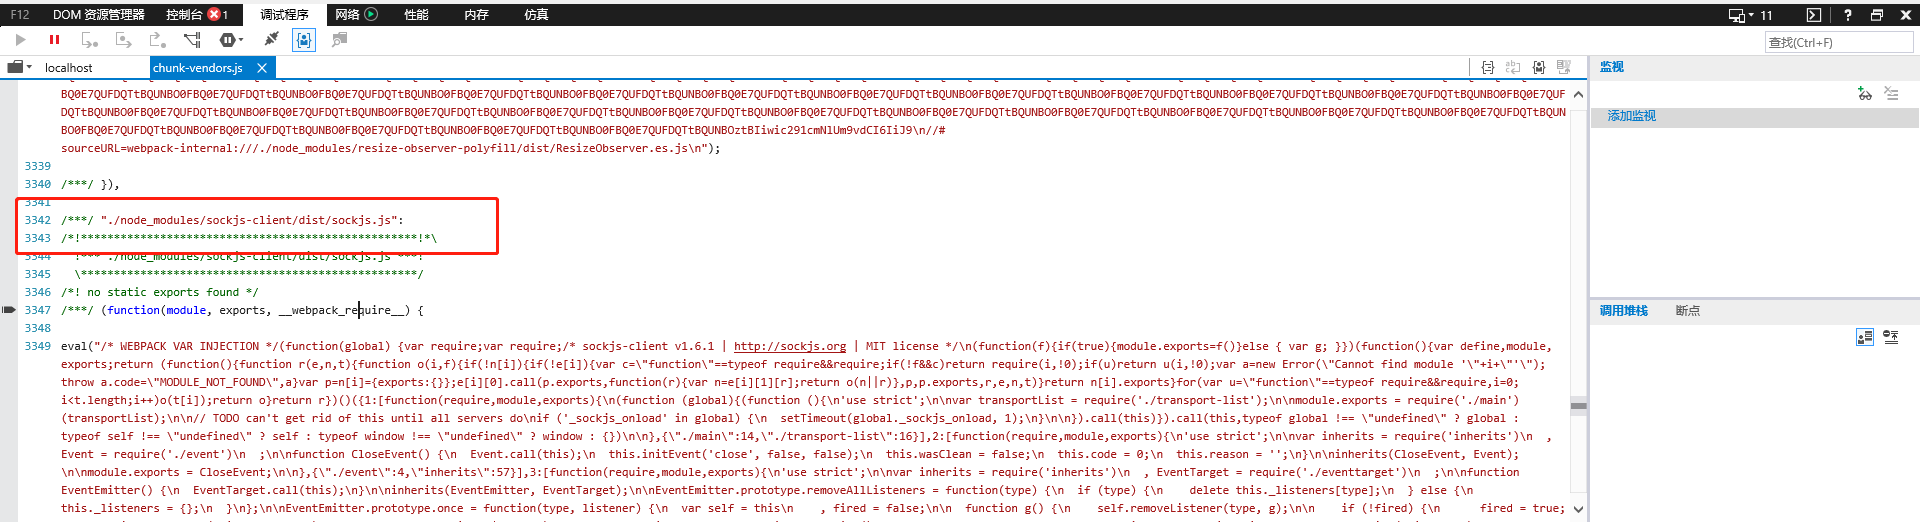 F12 DOM 资源管理器 控制台 1 调试程序 网络 性能 内存 仿真 11 ?
查找(Ctrl+F)
localhost chunk-vendors.js 监视
添加监视
BQ0E7QUFDQTtBQUNBO0FBQ0E7QUFDQTtBQUNBO0FBQ0E7QUFDQTtBQUNBO0FBQ0E7QUFDQTtBQUNBO0FBQ0E7QUFDQTtBQUNBO0FBQ0E7QUFDQTtBQUNBO0FBQ0E7QUFDQTtBQUNBO0FBQ0E7QUFDQTtBQUNBO0FBQ0E7QUFDQTtBQUNBO0FBQ0E7QUF
DQTtBQUNBO0FBQ0E7QUFDQTtBQUNBO0FBQ0E7QUFDQTtBQUNBO0FBQ0E7QUFDQTtBQUNBO0FBQ0E7QUFDQTtBQUNBO0FBQ0E7QUFDQTtBQUNBO0FBQ0E7QUFDQTtBQUNBO0FBQ0E7QUFDQTtBQUNBO0FBQ0E7QUFDQTtBQUNBO0FBQ0E7QUFDQTtBQUN
BO0FBQ0E7QUFDQTtBQUNBO0FBQ0E7QUFDQTtBQUNBO0FBQ0E7QUFDQTtBQUNBO0FBQ0E7QUFDQTtBQUNBO0FBQ0E7QUFDQTtBQUNBOztBIiwic291cmNlUm9vdCI6IiJ9\n//#
sourceURL=webpack-internal:///./node_modules/resize-observer-polyfill/dist/ResizeObserver.es.js\n");
3339
3340 /***/ }),
3341
3342 /***/ "./node_modules/sockjs-client/dist/sockjs.js":
3343 /*!***************************************************!*\
3344 !*** ./node_modules/sockjs-client/dist/sockjs.js ***!
3345 \***************************************************/
3346 /*! no static exports found */
3347 /***/ (function(module, exports, __webpack_require__) {
调用堆栈 断点
3348
3349 eval("/* WEBPACK VAR INJECTION */(function(global) {var require;var require;/* sockjs-client v1.6.1 | http://sockjs.org | MIT license */\n(function(f){if(true){module.exports=f()}else { var g; }})(function(){var define,module,
exports;return (function(){function r(e,n,t){function o(i,f){if(!n[i]){if(!e[i]){var c=\"function\"==typeof require&&require;if(!f&&c)return require(i,!0);if(u)return u(i,!0);var a=new Error(\"Cannot find module '\"+i+\"'\");
throw a.code=\"MODULE_NOT_FOUND\",a}var p=n[i]={exports:{}};e[i][0].call(p.exports,function(r){var n=e[i][1][r];return o(n||r)},p,p.exports,r,e,n,t)}return n[i].exports}for(var u=\"function\"==typeof require&&require,i=0;
i<t.length;i++)o(t[i]);return o}return r})()({1:[function(require,module,exports){\n(function (global){(function (){\n'use strict';\n\nvar transportList = require('./transport-list');\n\nmodule.exports = require('./main')
(transportList);\n\n// TODO can't get rid of this until all servers do\nif ('_sockjs_onload' in global) {\n  setTimeout(global._sockjs_onload, 1);\n}\n\n}).call(this)}).call(this,typeof global !== \"undefined\" ? global :
typeof self !== \"undefined\" ? self : typeof window !== \"undefined\" ? window : {})\n\n},{\"./main\":14,\"./transport-list\":16}],2:[function(require,module,exports){\n'use strict';\n\nvar inherits = require('inherits')\n  ,
Event = require('./event')\n  ;\n\nfunction CloseEvent() {\n  Event.call(this);\n  this.initEvent('close', false, false);\n  this.wasClean = false;\n  this.code = 0;\n  this.reason = '';\n}\n\ninherits(CloseEvent, Event);
\n\nmodule.exports = CloseEvent;\n\n},{\"./event\":4,\"inherits\":57}],3:[function(require,module,exports){\n'use strict';\n\nvar inherits = require('inherits')\n  , EventTarget = require('./eventtarget')\n  ;\n\nfunction
EventEmitter() {\n  EventTarget.call(this);\n}\n\ninherits(EventEmitter, EventTarget);\n\nEventEmitter.prototype.removeAllListeners = function(type) {\n  if (type) {\n    delete this._listeners[type];\n  } else {\n
this._listeners = {};\n  }\n};\n\nEventEmitter.prototype.once = function(type, listener) {\n  var self = this\n    , fired = false;\n\n  function g() {\n    self.removeListener(type, g);\n\n    if (!fired) {\n      fired = true;